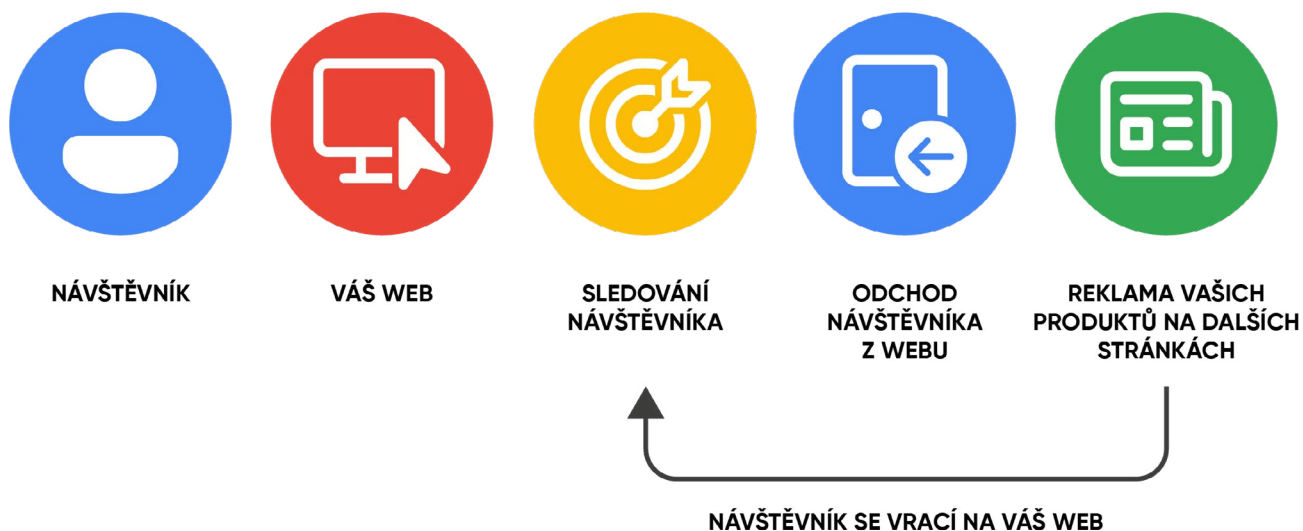 NÁVŠTĚVNÍK
VÁŠ WEB
SLEDOVÁNÍ
NÁVŠTĚVNÍKA
ODCHOD
NÁVŠTĚVNÍKA
Z WEBU
REKLAMA VAŠICH
PRODUKTŮ NA DALŠÍCH
STRÁNKÁCH
NÁVŠTĚVNÍK SE VRACÍ NA VÁŠ WEB